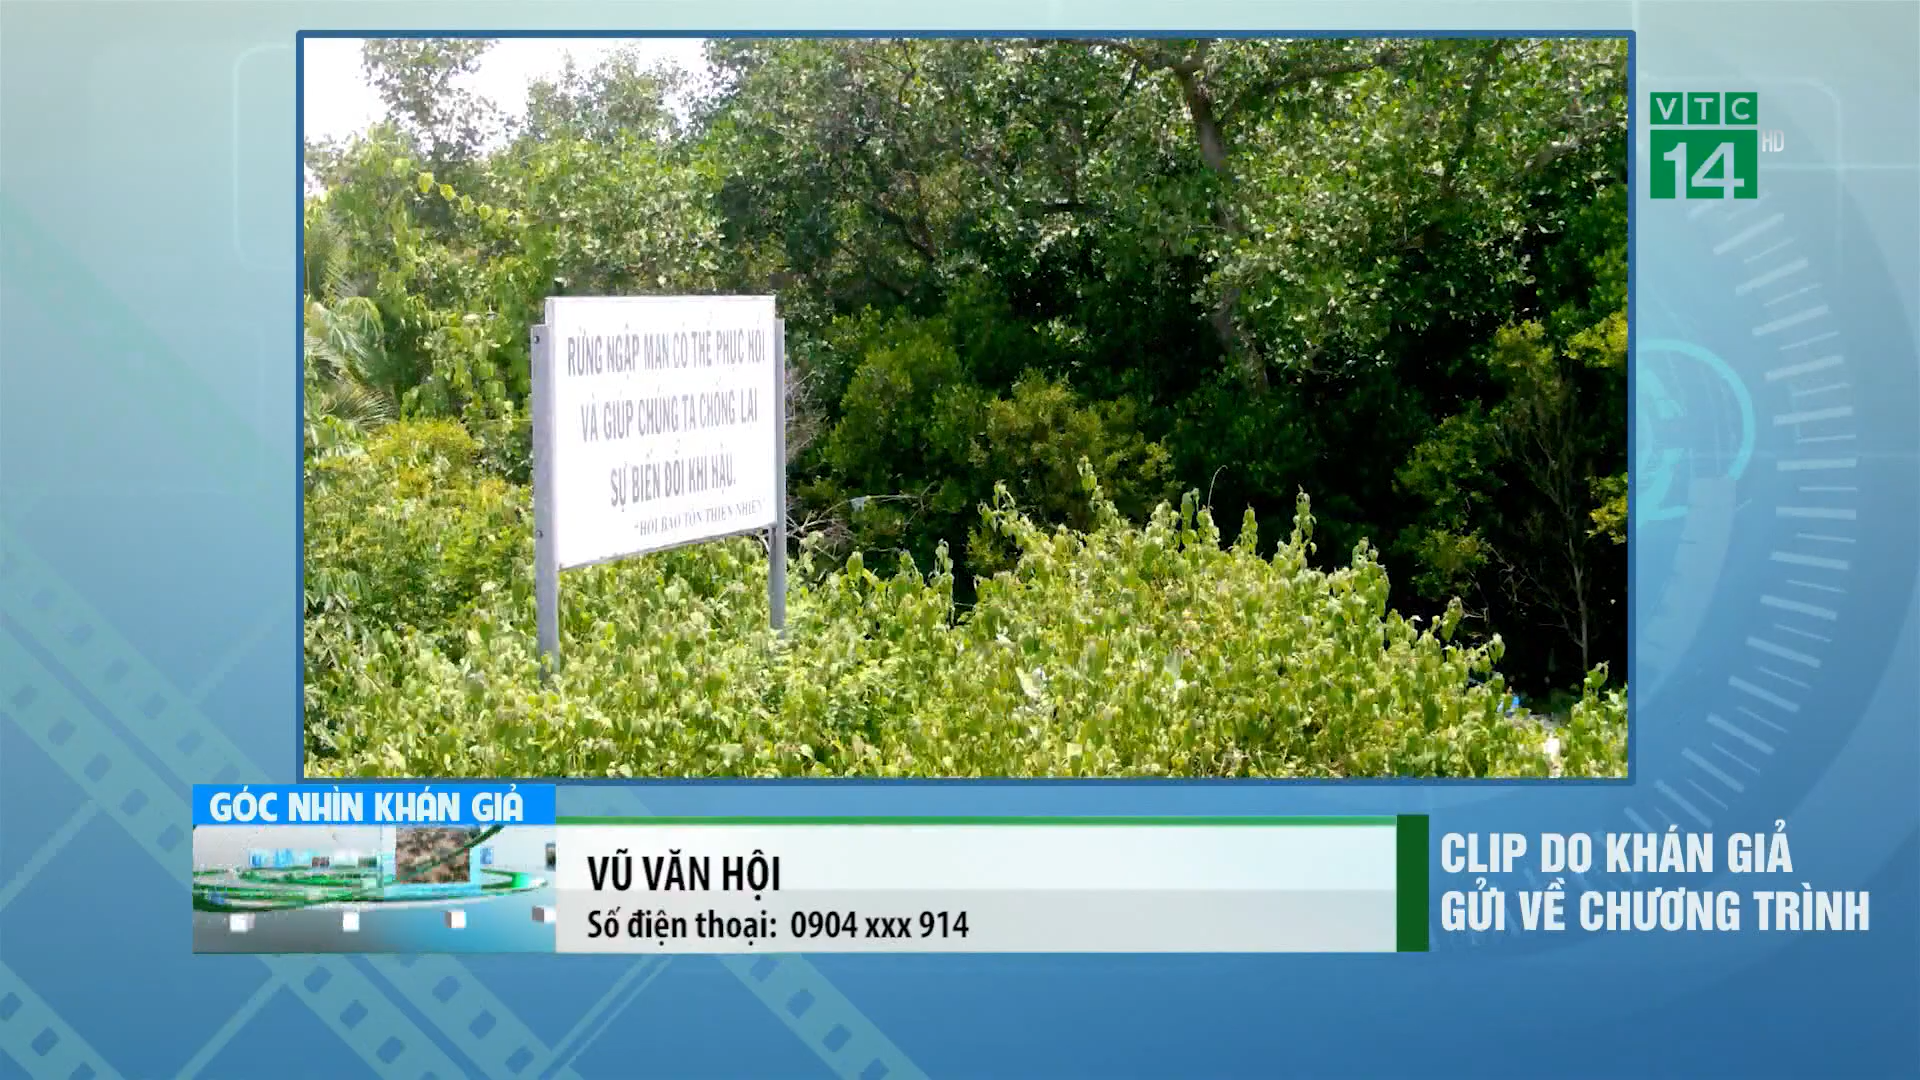 VTC
14 HD
RỪNG NGẬP MẶN CÓ THỂ PHỤC HỒI
VÀ GIÚP CHÚNG TA CHỐNG LẠI
SỰ BIẾN ĐỔI KHÍ HẬU.
"HỘI BẢO TỒN THIÊN NHIÊN"
GÓC NHÌN KHÁN GIẢ
VŨ VĂN HỘI
Số điện thoại: 0904 xxx 914
CLIP DO KHÁN GIẢ
GỬI VỀ CHƯƠNG TRÌNH